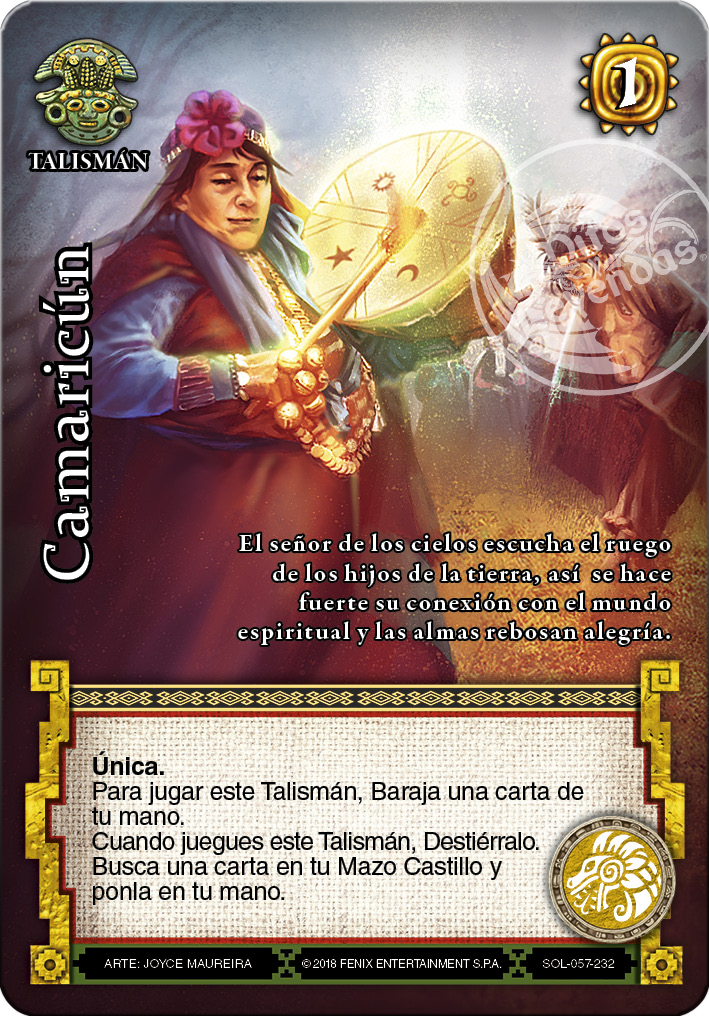 1
TALISMÁN
Mitos
Leyendas
Camaricún
El señor de los cielos escucha el ruego
de los hijos de la tierra, así se hace
fuerte su conexión con el mundo
espiritual y las almas rebosan alegría.
Única.
Para jugar este Talismán, Baraja una carta de
tu mano.
Cuando juegues este Talismán, Destiérralo.
Busca una carta en tu Mazo Castillo y
ponla en tu mano.
ARTE: JOYCE MAUREIRA
©2018 FENIX ENTERTAINMENT S.P.A.
SOL-057-232